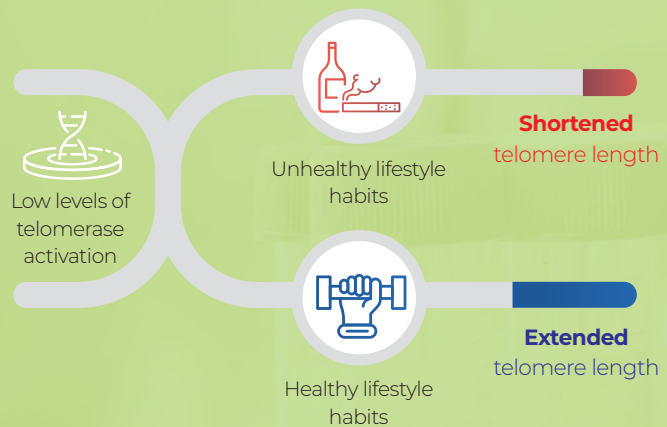 Low levels of
telomerase
activation
Unhealthy lifestyle
habits
Shortened
telomere length
Healthy lifestyle
habits
Extended
telomere length